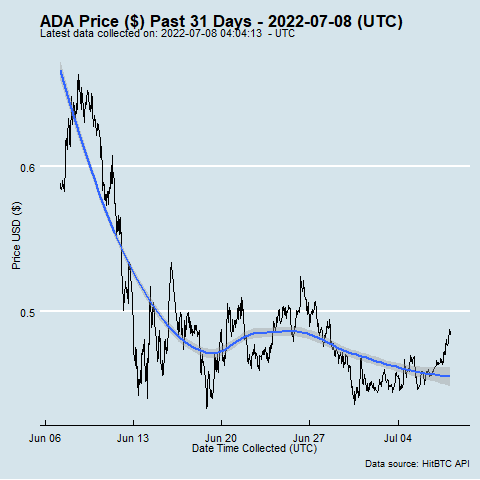 ADA Price ($) Past 31 Days - 2022-07-08 (UTC)
Latest data collected on: 2022-07-08 04:04:13 - UTC
0.6
Price USD ($)
0.5
Jun 06 Jun 13 Jun 20 Jun 27 Jul 04
Date Time Collected (UTC)
Data source: HitBTC API